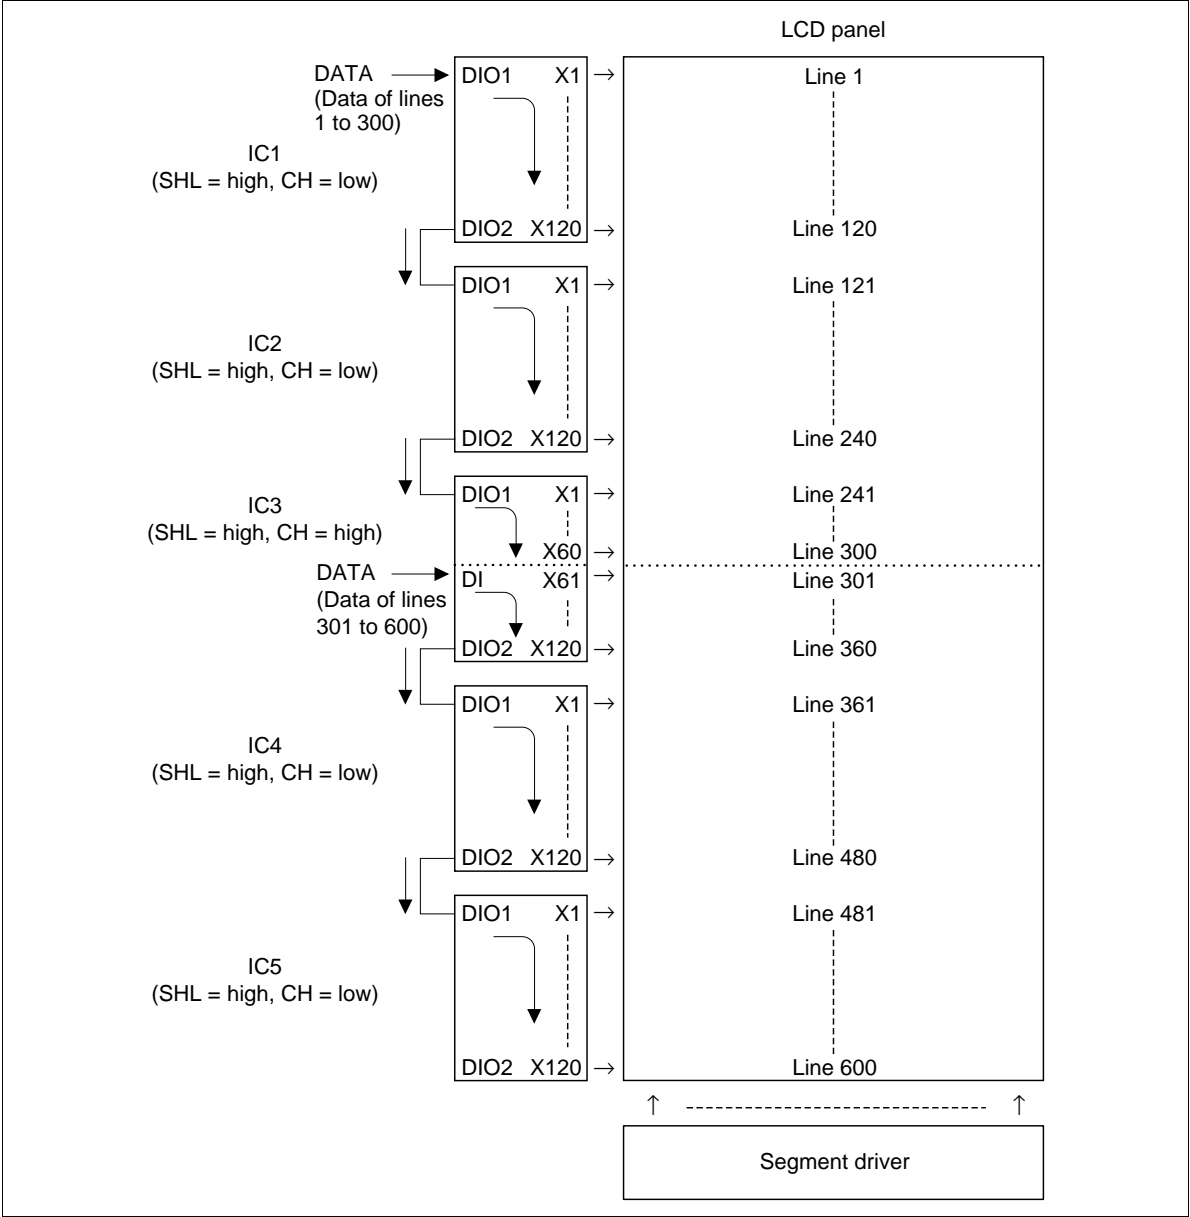 LCD panel
DATA
(Data of lines
1 to 300)
DIO1 X1 → Line 1
IC1
(SHL = high, CH = low)
DIO2 X120 → Line 120
DIO1 X1 → Line 121
IC2
(SHL = high, CH = low)
DIO2 X120 → Line 240
DIO1 X1 → Line 241
IC3
(SHL = high, CH = high)
X60 → Line 300
DATA
(Data of lines
301 to 600)
DI X61 → Line 301
DIO2 X120 → Line 360
DIO1 X1 → Line 361
IC4
(SHL = high, CH = low)
DIO2 X120 → Line 480
DIO1 X1 → Line 481
IC5
(SHL = high, CH = low)
DIO2 X120 → Line 600
Segment driver